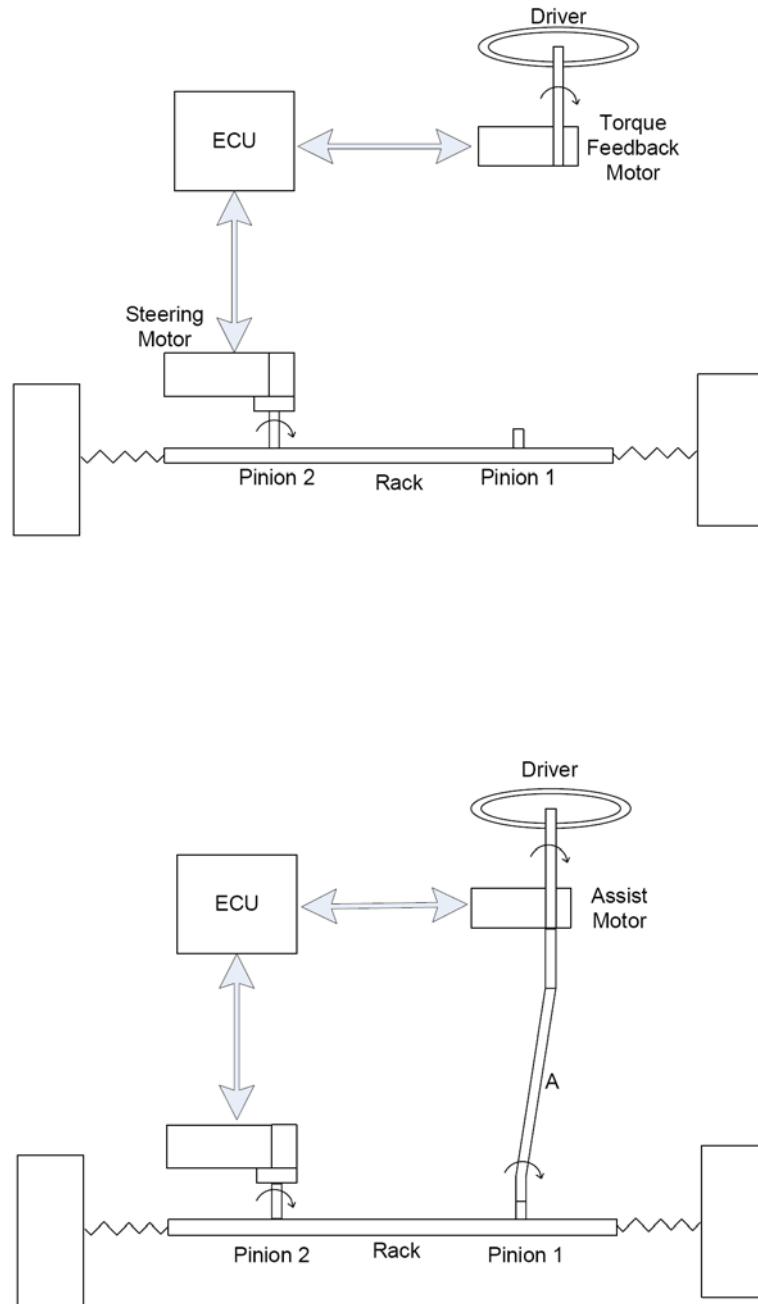 Driver
ECU
Torque
Feedback
Motor
Steering
Motor
Pinion 2
Rack
Pinion 1
Driver
ECU
Assist
Motor
A
Pinion 2
Rack
Pinion 1